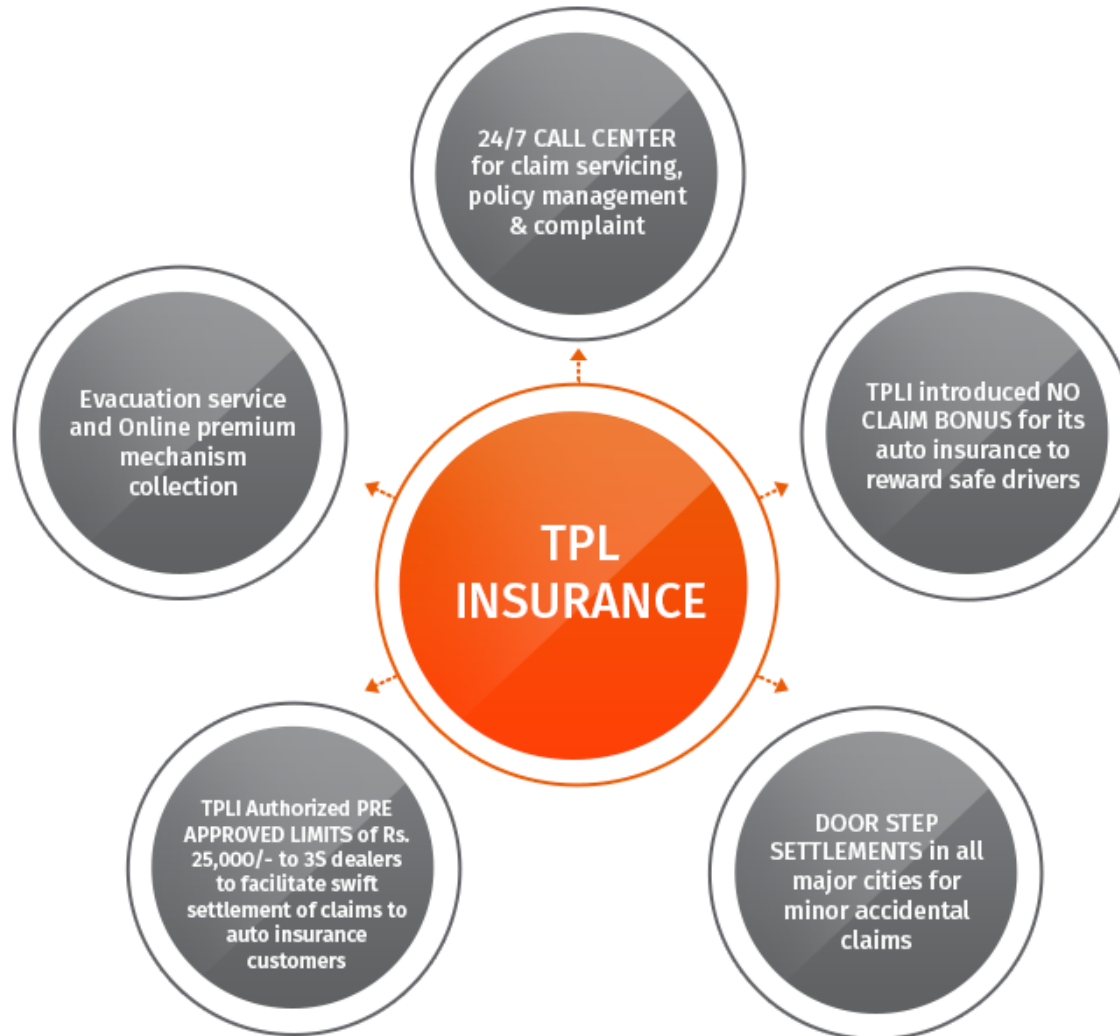 24/7 CALL CENTER
for claim servicing,
policy management
& complaint
Evacuation service
and Online premium
mechanism
collection
TPLI introduced NO
CLAIM BONUS for its
auto insurance to
reward safe drivers
TPL
INSURANCE
TPLI Authorized PRE
APPROVED LIMITS of Rs.
25,000/- to 3S dealers
to facilitate swift
settlement of claims to
auto insurance
customers
DOOR STEP
SETTLEMENTS in all
major cities for
minor accidental
claims